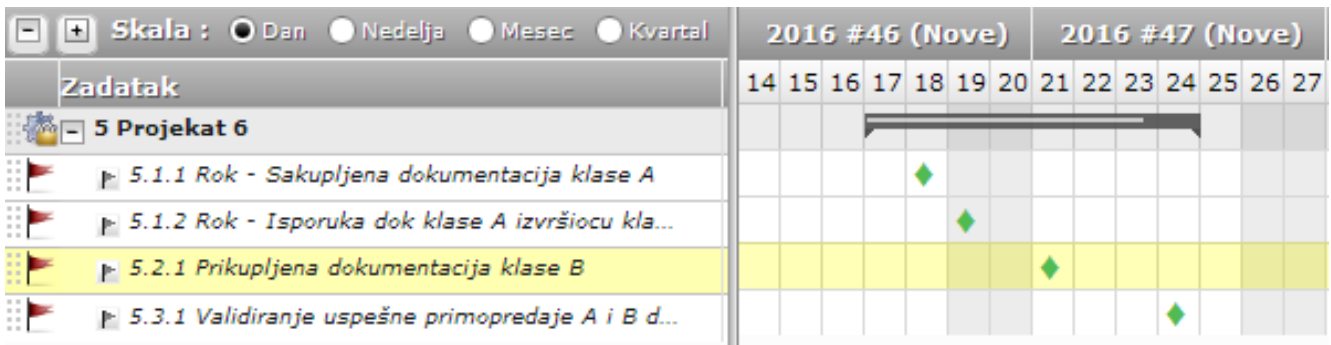 Skala : Dan Nedelja Mesec Kvartal
2016 #46 (Nove) 2016 #47 (Nove)
Zadatak
14 15 16 17 18 19 20 21 22 23 24 25 26 27
5 Projekat 6
5.1.1 Rok - Sakupljena dokumentacija klase A
5.1.2 Rok - Isporuka dok klase A izvršiocu kla...
5.2.1 Prikupljena dokumentacija klase B
5.3.1 Validiranje uspešne primopredaje A i B d...